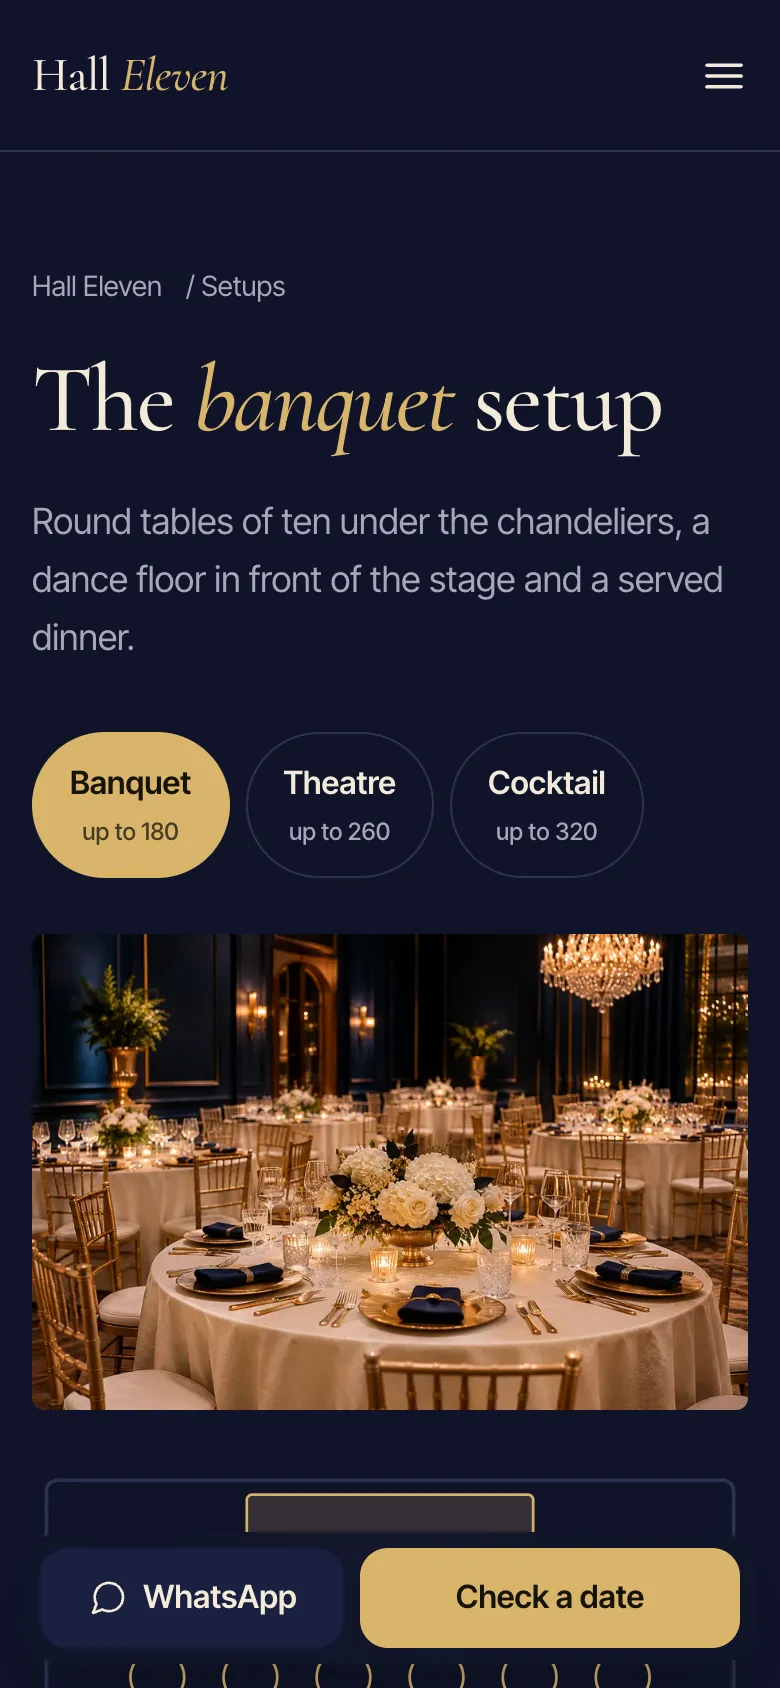 Hall Eleven
Hall Eleven / Setups
The banquet setup
Round tables of ten under the chandeliers, a
dance floor in front of the stage and a served
dinner.
Banquet
up to 180
Theatre
up to 260
Cocktail
up to 320
WhatsApp
Check a date